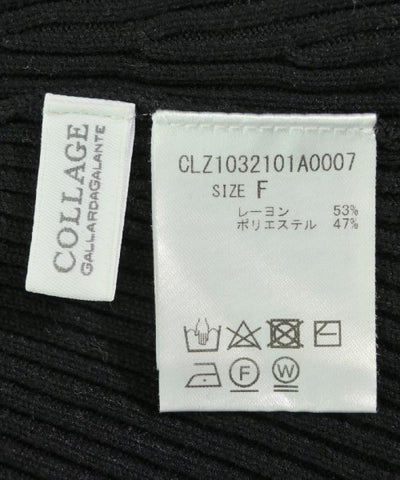 COLLAGE
GALLARDAGALANTE
CLZ1032101A0007
SIZE F
レーヨン 53%
ポリエステル 47%
F
W